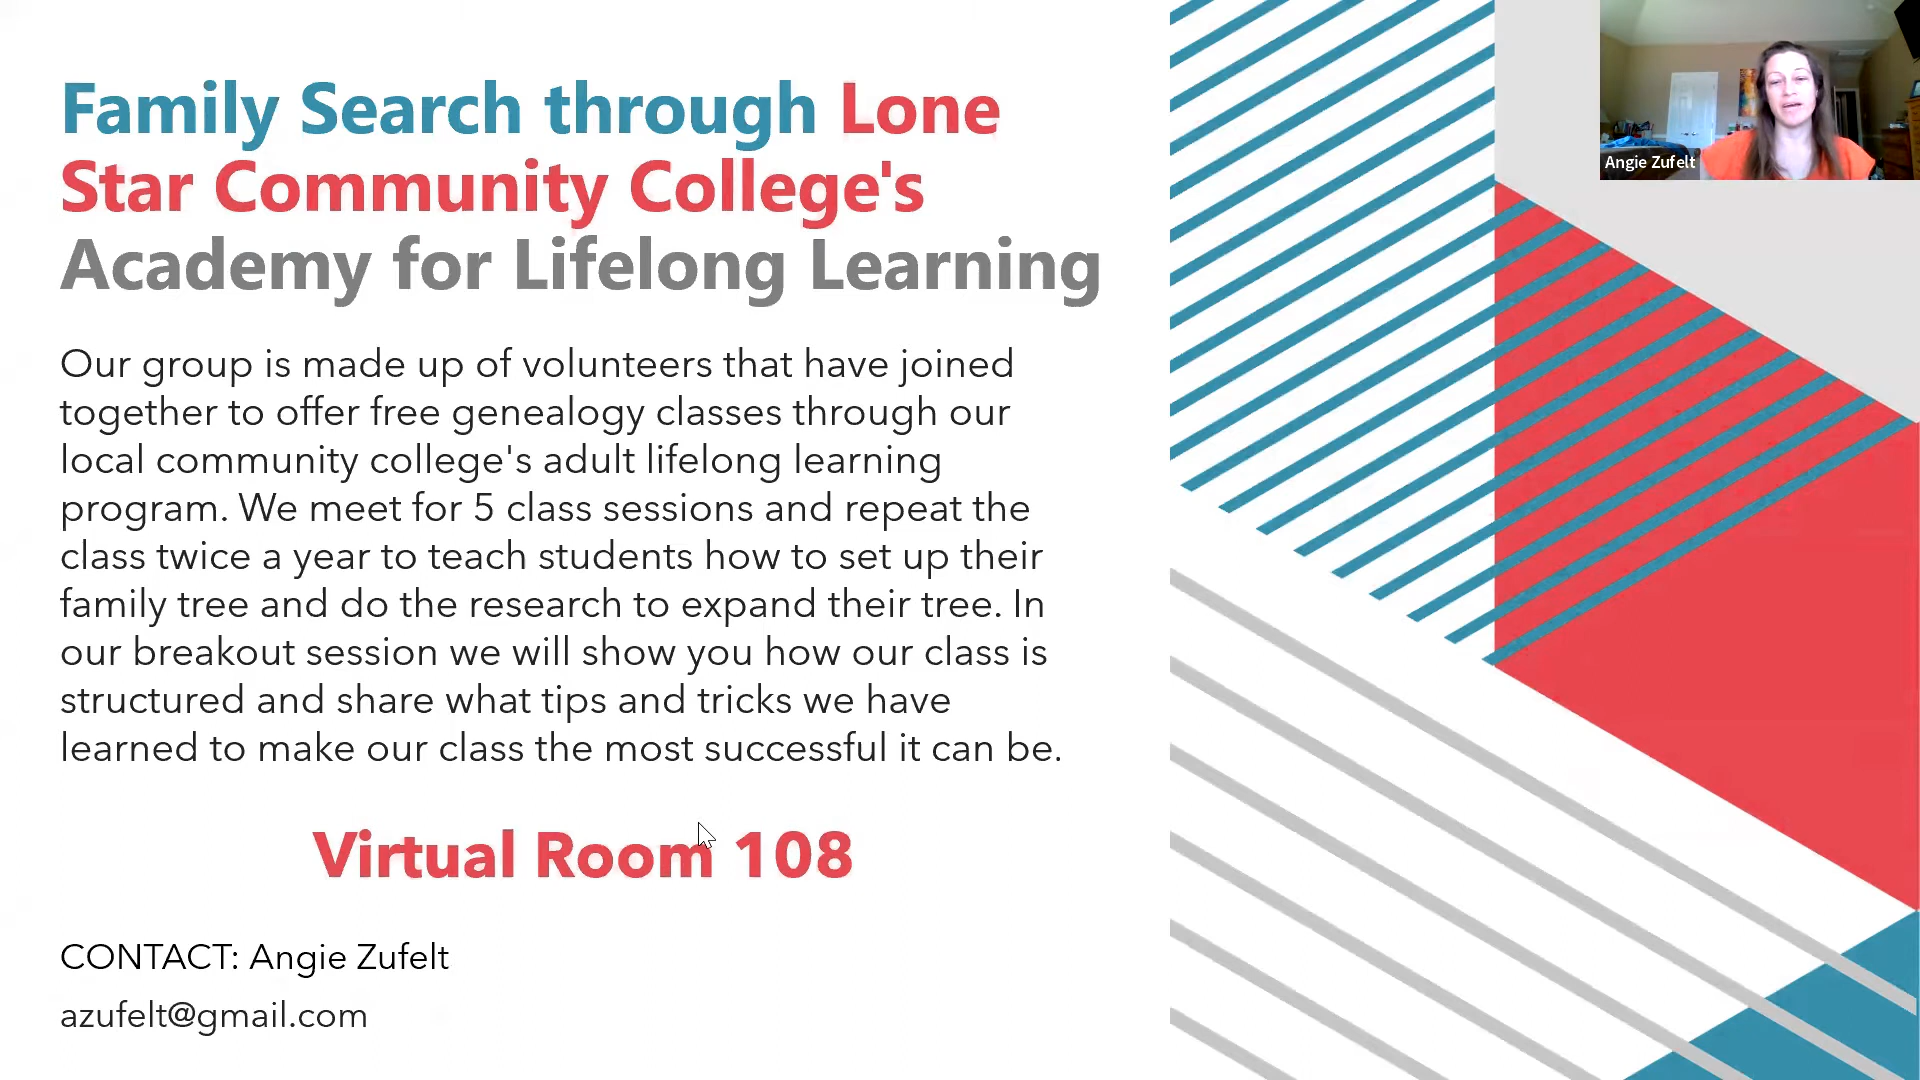 Family Search through Lone
Star Community College's
Academy for Lifelong Learning
Our group is made up of volunteers that have joined
together to offer free genealogy classes through our
local community college's adult lifelong learning
program. We meet for 5 class sessions and repeat the
class twice a year to teach students how to set up their
family tree and do the research to expand their tree. In
our breakout session we will show you how our class is
structured and share what tips and tricks we have
learned to make our class the most successful it can be.
Virtual Room 108
CONTACT: Angie Zufelt
azufelt@gmail.com
Angie Zufelt